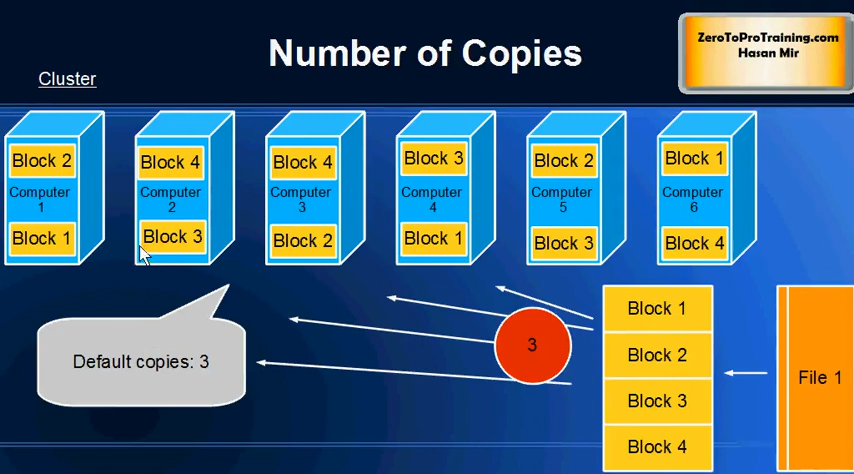 Number of Copies
ZeroToProTraining.com
Hasan Mir
Cluster
Block 2
Computer
1
Block 1
Block 4
Computer
2
Block 3
Block 4
Computer
3
Block 2
Block 3
Computer
4
Block 1
Block 2
Computer
5
Block 3
Block 1
Computer
6
Block 4
Default copies: 3
3
Block 1
Block 2
Block 3
Block 4
File 1